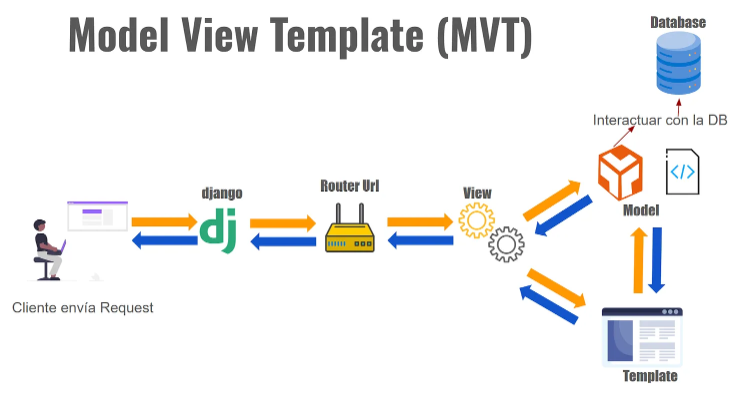 Model View Template (MVT)
Database
Interactuar con la DB
django
dj
Router Url
View
</>
Model
Cliente envía Request
Template